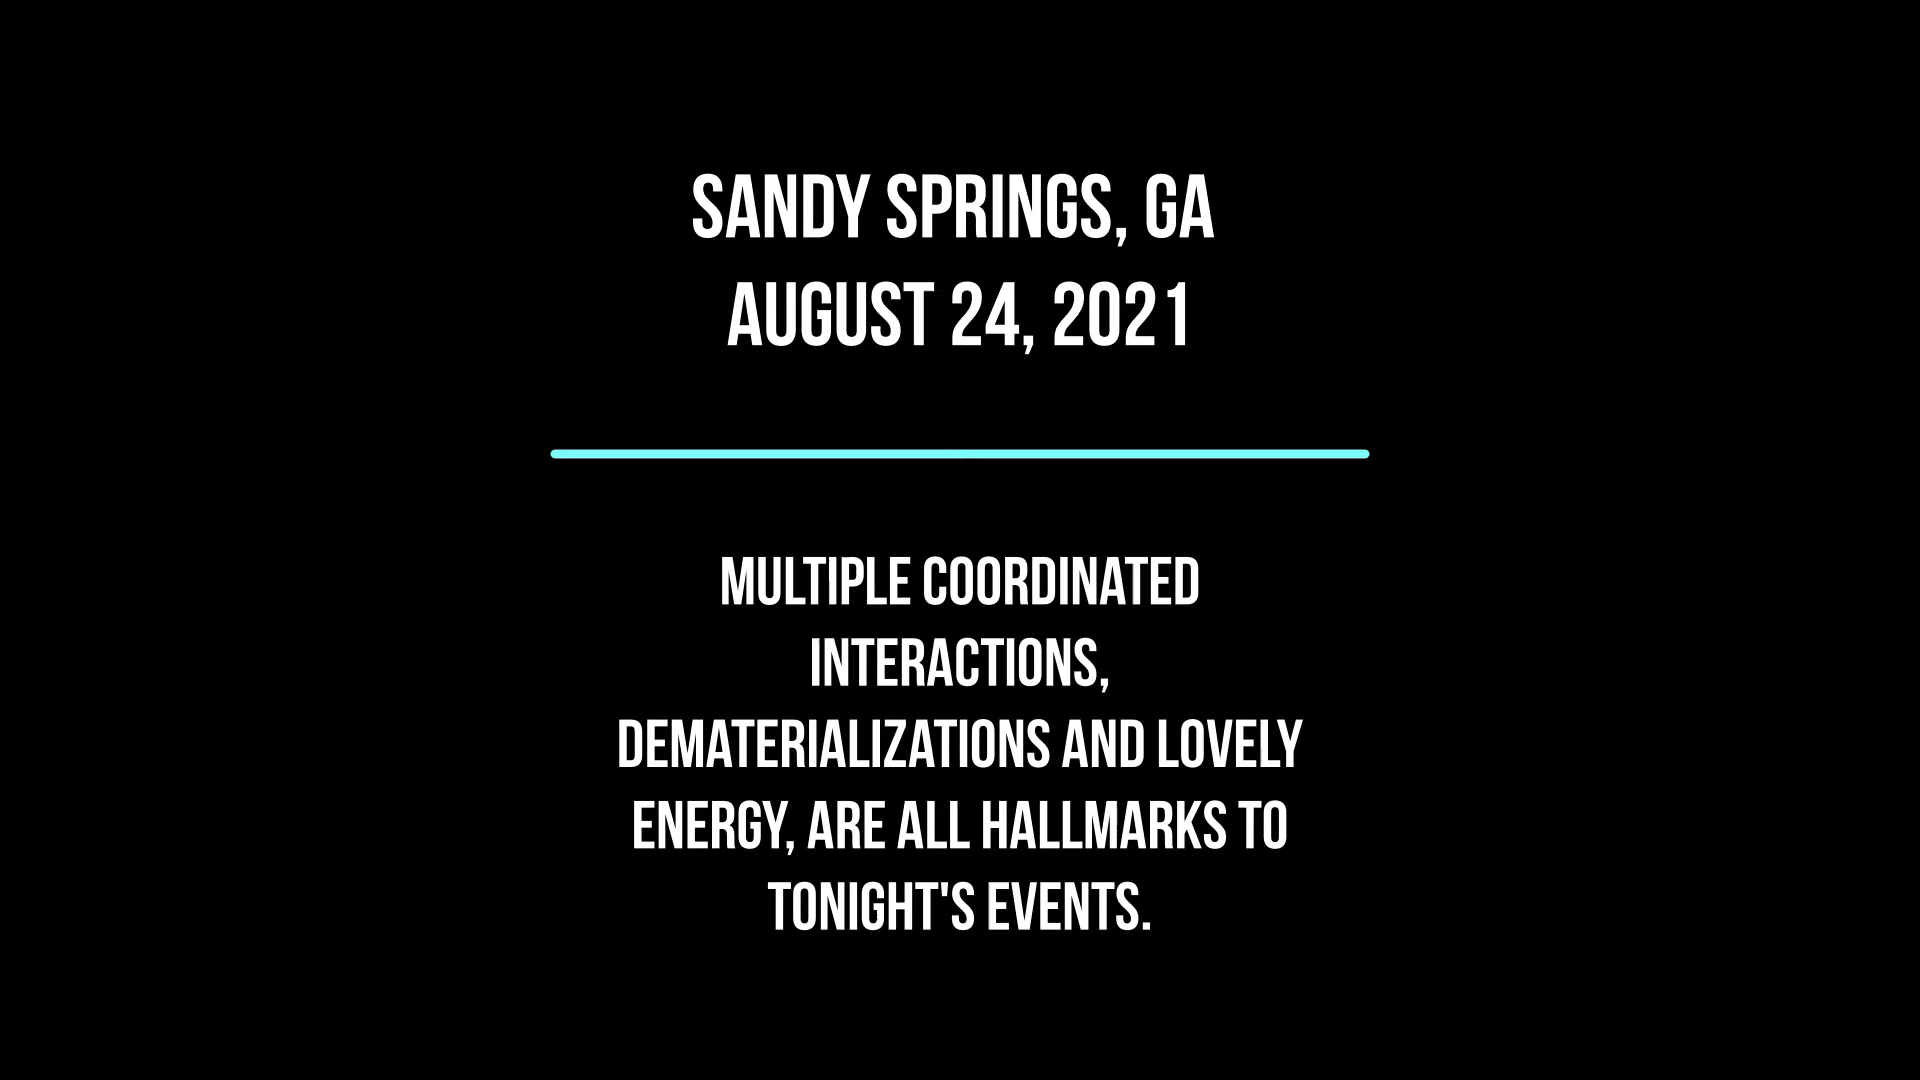 SANDY SPRINGS, GA
AUGUST 24, 2021
MULTIPLE COORDINATED
INTERACTIONS,
DEMATERIALIZATIONS AND LOVELY
ENERGY, ARE ALL HALLMARKS TO
TONIGHT'S EVENTS.